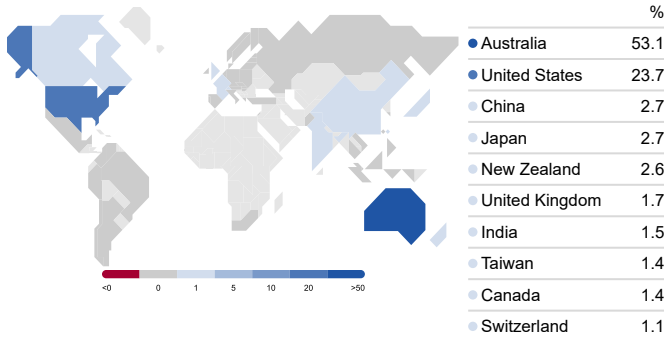 %
Australia 53.1
United States 23.7
China 2.7
Japan 2.7
New Zealand 2.6
United Kingdom 1.7
India 1.5
Taiwan 1.4
Canada 1.4
Switzerland 1.1
<0 0 1 5 10 20 >50